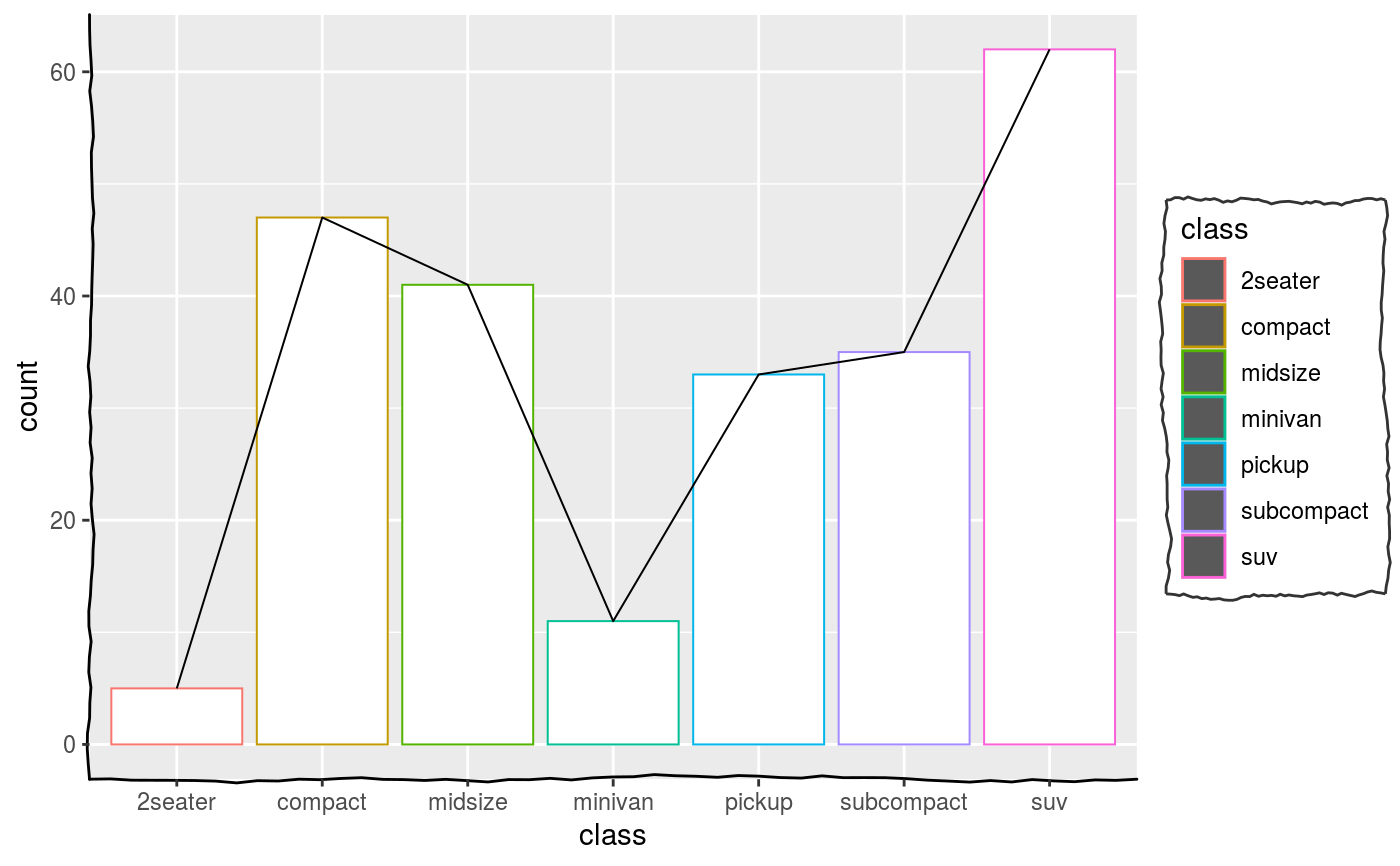 60
40
20
0
count
2seater compact midsize minivan pickup subcompact suv
class
class
2seater
compact
midsize
minivan
pickup
subcompact
suv